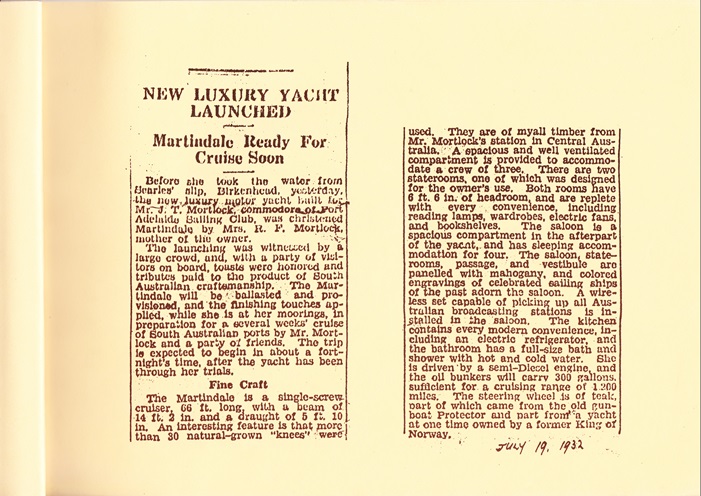 NEW LUXURY YACHT
LAUNCHED
Martindale Ready For
Cruise Soon
Before she took the water from
Searles' slip, Birkenhead, yesterday,
the new luxury motor yacht built for
Mr. J. T. Mortlock, commodore of Port
Adelaide Sailing Club, was christened
Martindale by Mrs. R. F. Mortlock,
mother of the owner.
The launching was witnessed by a
large crowd, and, with a party of visi-
tors on board, toasts were honored and
tributes paid to the product of South
Australian craftsmanship. The Mar-
tindale will be ballasted and pro-
visioned, and the finishing touches ap-
plied, while she is at her moorings, in
preparation for a several weeks' cruise
of South Australian ports by Mr. Mort-
lock and a party of friends. The trip
is expected to begin in about a fort-
night's time, after the yacht has been
through her trials.
Fine Craft
The Martindale is a single-screw
cruiser, 66 ft. long, with a beam of
14 ft. 2 in. and a draught of 5 ft. 10
in. An interesting feature is that more
than 30 natural-grown "knees" were
used. They are of myall timber from
Mr. Mortlock's station in Central Aus-
tralia. A spacious and well ventilated
compartment is provided to accommo-
date a crew of three. There are two
staterooms, one of which was designed
for the owner's use. Both rooms have
6 ft. 6 in. of headroom, and are replete
with every convenience, including
reading lamps, wardrobes, electric fans,
and bookshelves. The saloon is a
spacious compartment in the afterpart
of the yacht, and has sleeping accom-
modation for four. The saloon, state-
rooms, passage, and vestibule are
panelled with mahogany, and colored
engravings of celebrated sailing ships
of the past adorn the saloon. A wire-
less set capable of picking up all Aus-
tralian broadcasting stations is in-
stalled in the saloon. The kitchen
contains every modern convenience, in-
cluding an electric refrigerator, and
the bathroom has a full-size bath and
shower with hot and cold water. She
is driven by a semi-Diesel engine, and
the oil bunkers will carry 300 gallons,
sufficient for a cruising range of 1,200
miles. The steering wheel is of teak,
part of which came from the old gun-
boat Protector and part from a yacht
at one time owned by a former King of
Norway.
JULY 19, 1932